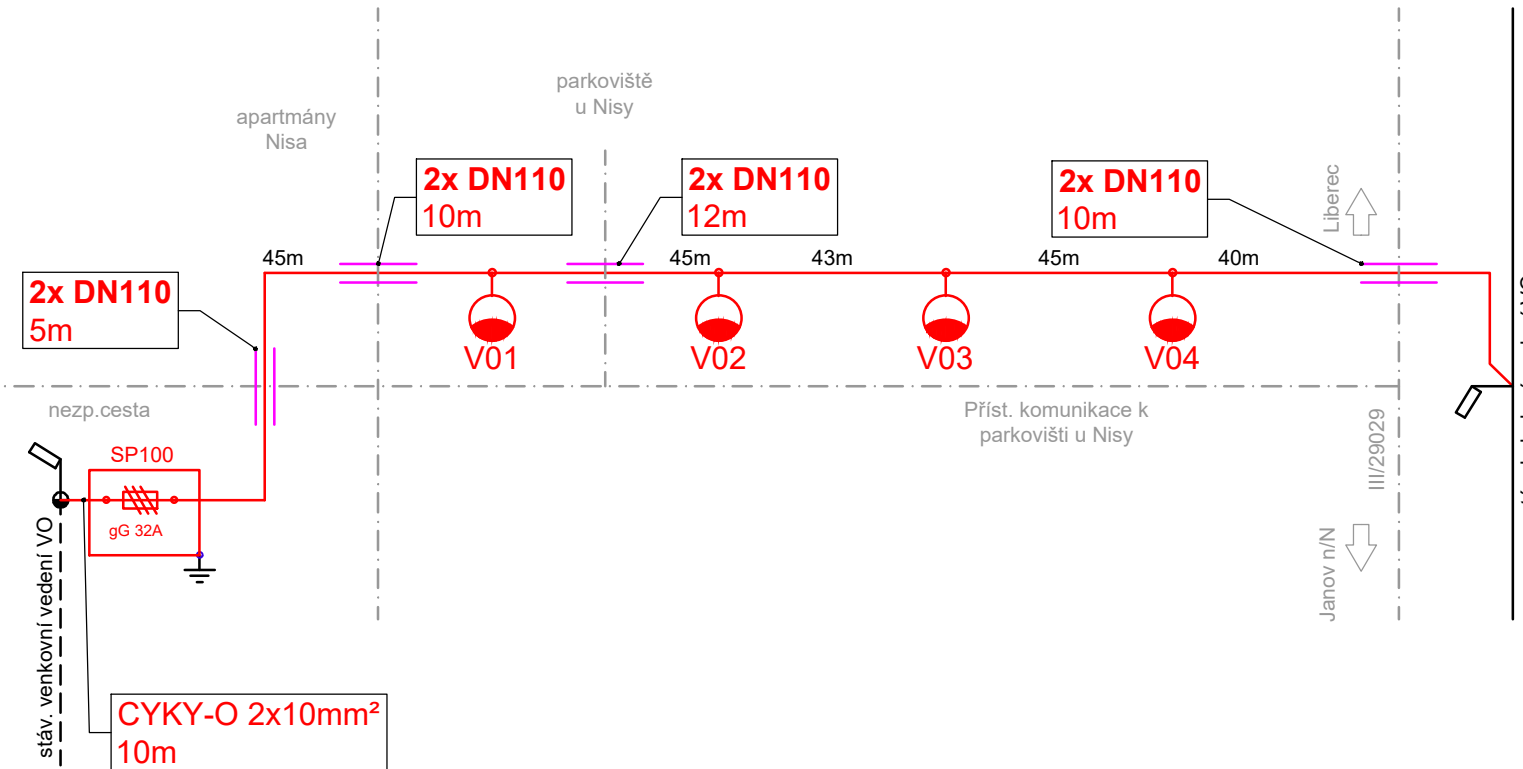 parkoviště
u Nisy
apartmány
Nisa
2x DN110
10m
2x DN110
12m
2x DN110
10m
Liberec
45m
45m
43m
45m
40m
2x DN110
5m
V01
V02
V03
V04
nezp.cesta
Příst. komunikace k
parkovišti u Nisy
III/29029
SP100
gG 32A
stáv. venkovní vedení VO
Janov n/N
CYKY-O 2x10mm²
10m